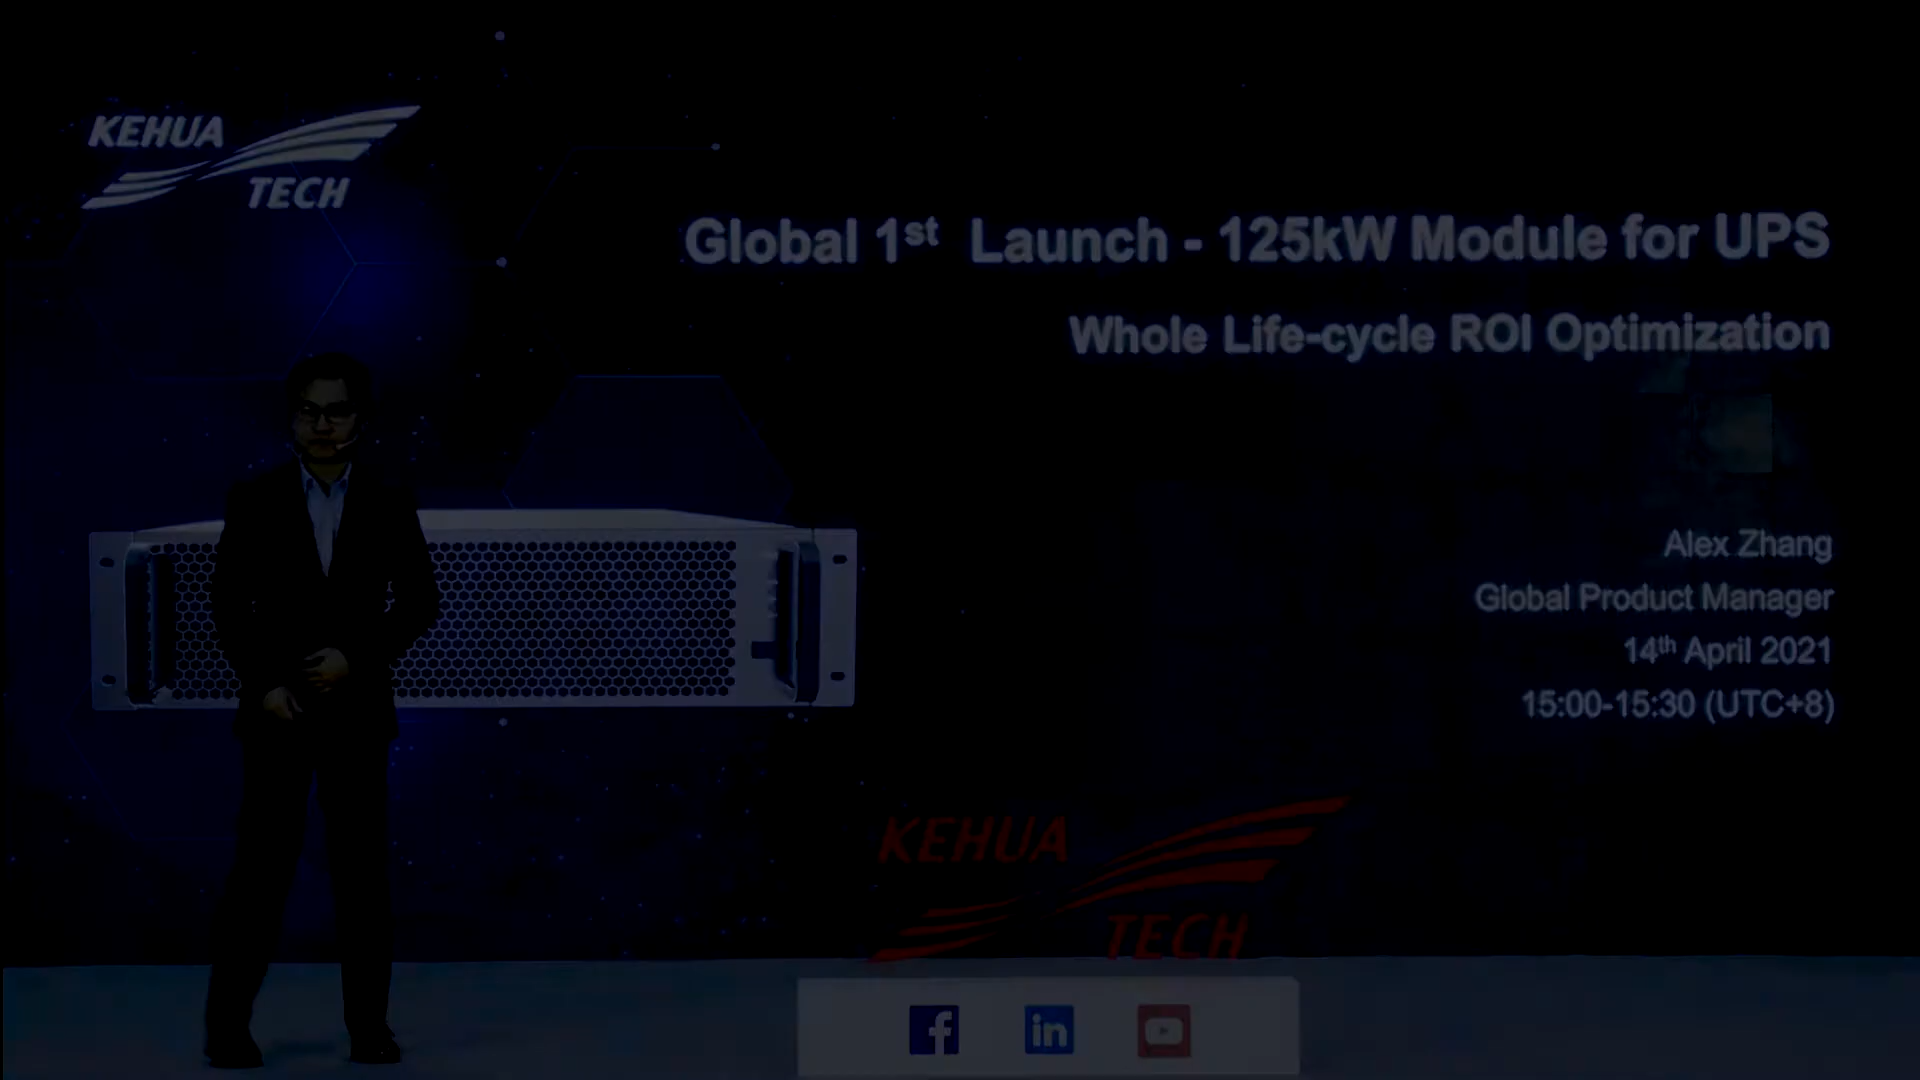 KEHUA
TECH
Global 1st Launch - 125kW Module for UPS
Whole Life-cycle ROI Optimization
Alex Zhang
Global Product Manager
14th April 2021
15:00-15:30 (UTC+8)
KEHUA
TECH
f
in